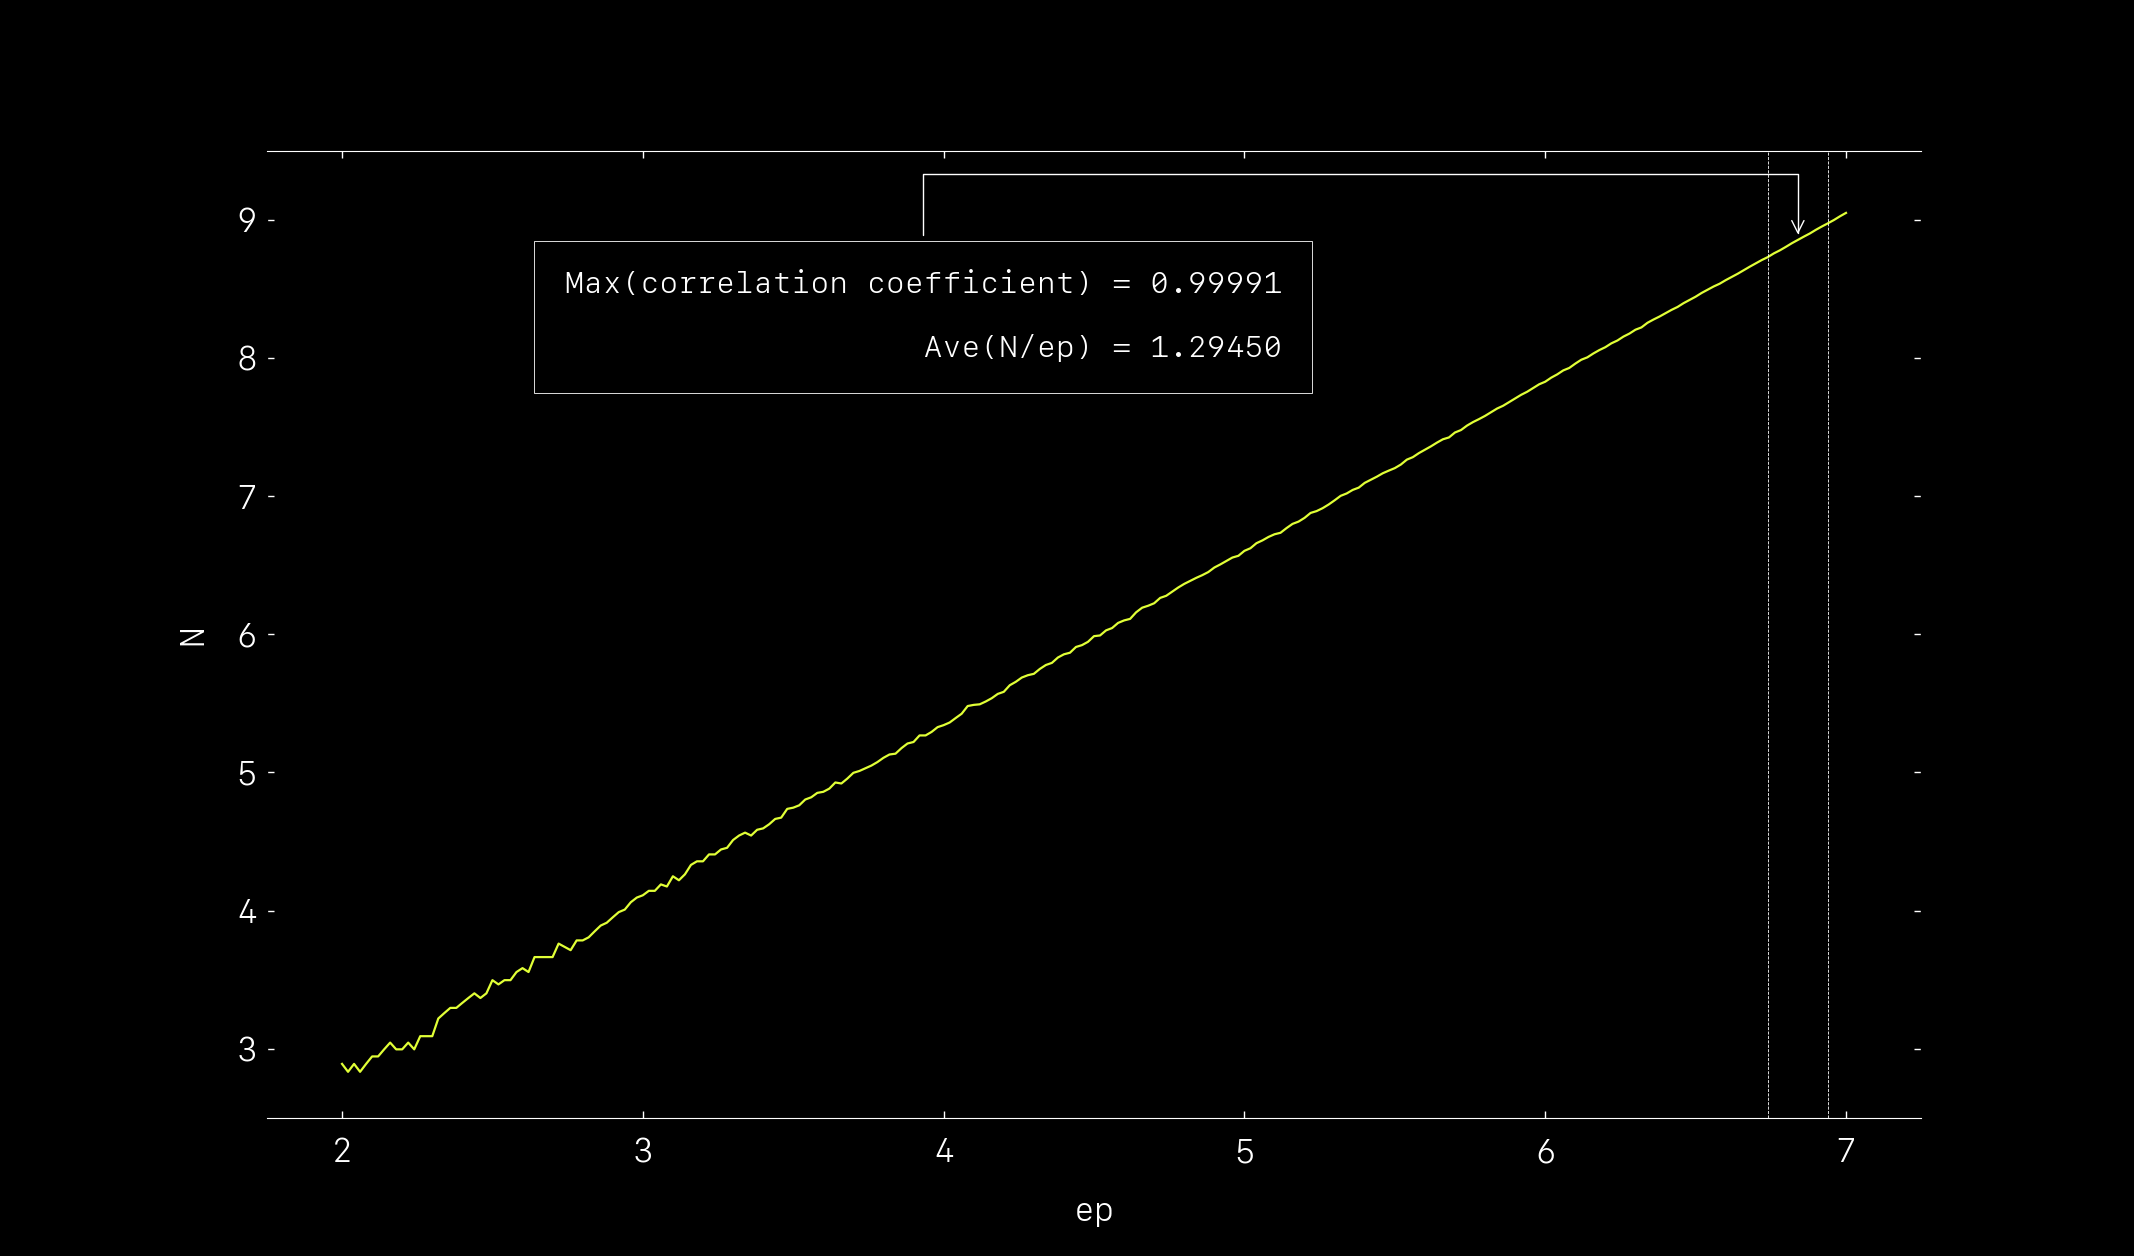 Max(correlation coefficient) = 0.99991
Ave(N/ep) = 1.29450
9
8
7
6
5
4
3
N
2 3 4 5 6 7
ep